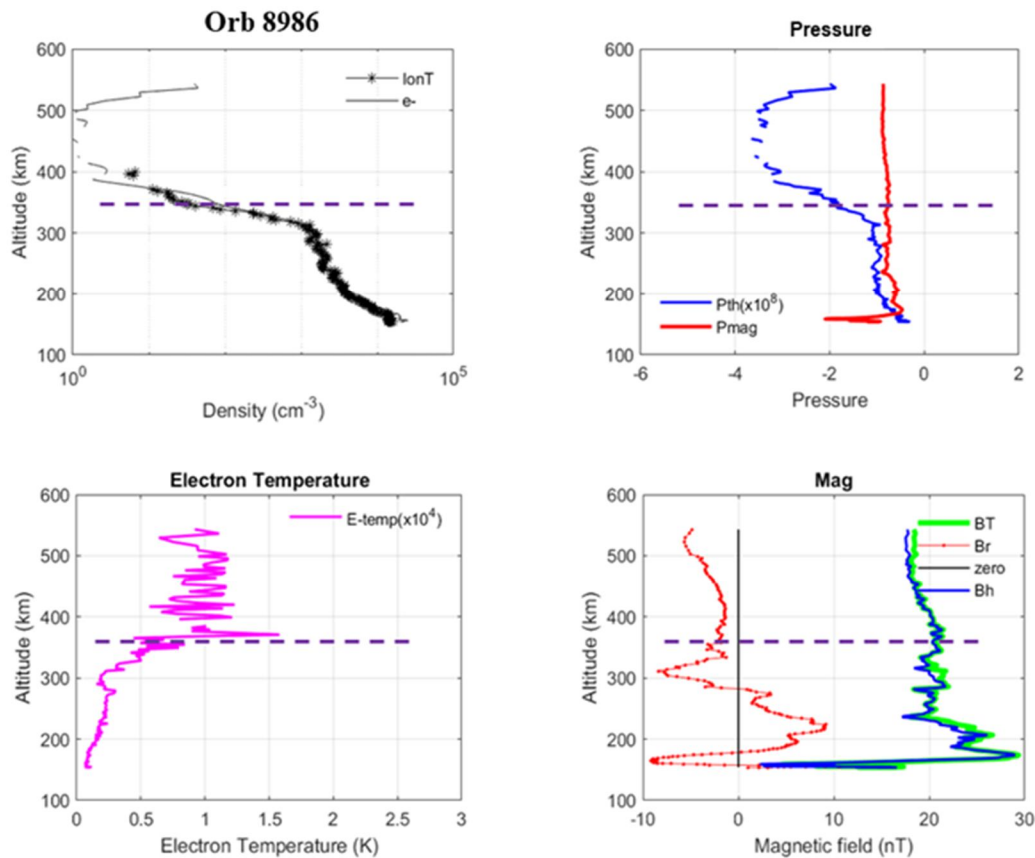 Orb 8986
600
500
400
300
200
100
Altitude (km)
IonT
e-
10^0
10^5
Density (cm^-3)
Pressure
600
500
400
300
200
100
Altitude (km)
Pth(x10^8)
Pmag
-6
-4
-2
0
2
Pressure
Electron Temperature
600
500
400
300
200
100
Altitude (km)
E-temp(x10^4)
0
0.5
1
1.5
2
2.5
3
Electron Temperature (K)
Mag
600
500
400
300
200
100
Altitude (km)
BT
Br
zero
Bh
-10
0
10
20
30
Magnetic field (nT)